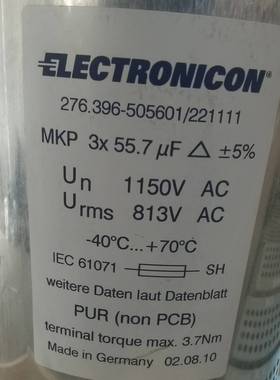 ELECTRONICON®
276.396-505601/221111
MKP 3x 55.7 µF △ ±5%
Un 1150V AC
Urms 813V AC
-40°C...+70°C
IEC 61071 SH
weitere Daten laut Datenblatt
PUR (non PCB)
terminal torque max. 3.7Nm
Made in Germany 02.08.10